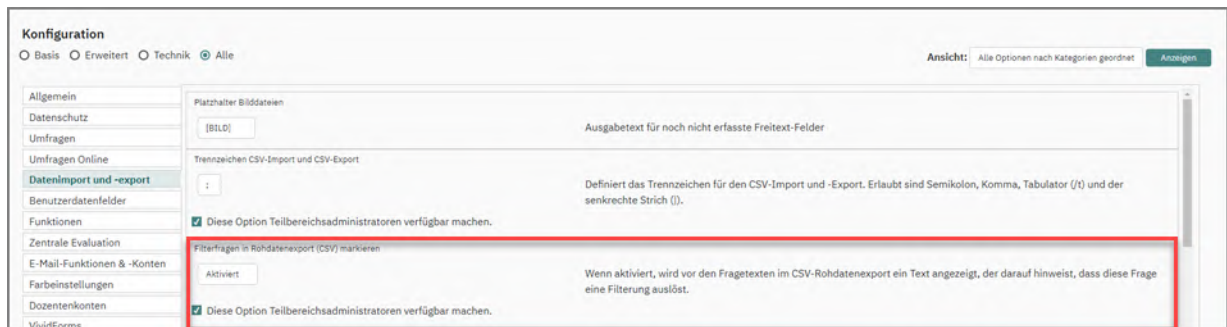 Konfiguration
Basis Erweitert Technik Alle
Ansicht: Alle Optionen nach Kategorien geordnet Anzeigen
Allgemein
Datenschutz
Umfragen
Umfragen Online
Datenimport und -export
Benutzerdatenfelder
Funktionen
Zentrale Evaluation
E-Mail-Funktionen & -Konten
Farbeinstellungen
Dozentenkonten
VividForms
Platzhalter Bilddateien
[BILD]
Ausgabetext für noch nicht erfasste Freitext-Felder
Trennzeichen CSV-Import und CSV-Export
;
Definiert das Trennzeichen für den CSV-Import und -Export. Erlaubt sind Semikolon, Komma, Tabulator (/t) und der
senkrechte Strich (|).
Diese Option Teilbereichsadministratoren verfügbar machen.
Filterfragen in Rohdatenexport (CSV) markieren
Aktiviert
Wenn aktiviert, wird vor den Fragetexten im CSV-Rohdatenexport ein Text angezeigt, der darauf hinweist, dass diese Frage
eine Filterung auslöst.
Diese Option Teilbereichsadministratoren verfügbar machen.